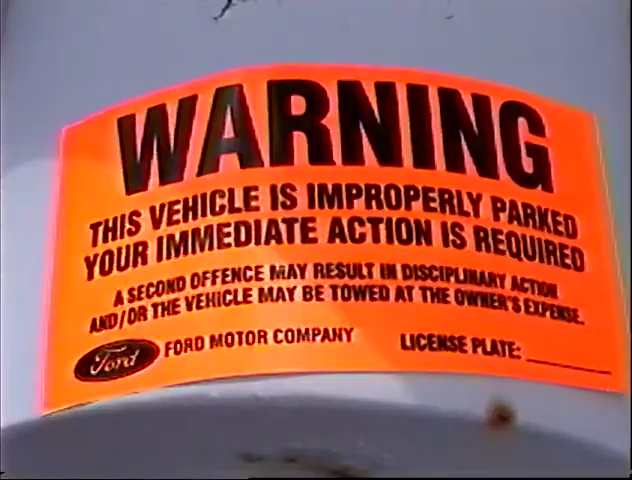 WARNING
THIS VEHICLE IS IMPROPERLY PARKED
YOUR IMMEDIATE ACTION IS REQUIRED
A SECOND OFFENCE MAY RESULT IN DISCIPLINARY ACTION
AND/OR THE VEHICLE MAY BE TOWED AT THE OWNER'S EXPENSE.
Ford FORD MOTOR COMPANY LICENSE PLATE: ________